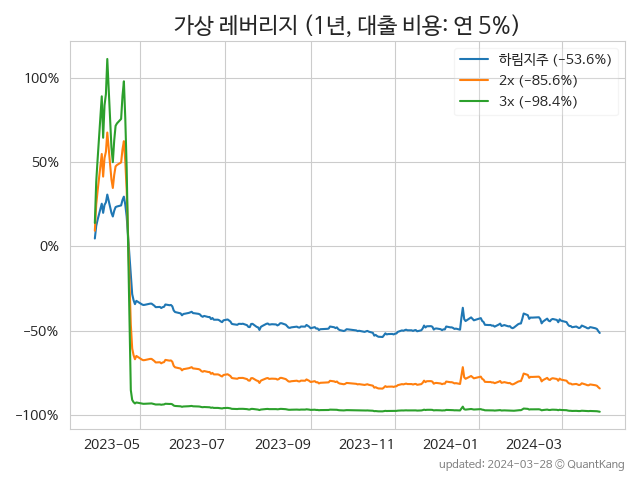 가상 레버리지 (1년, 대출 비용: 연 5%)
하림지주 (−53.6%)
2x (−85.6%)
3x (−98.4%)
100%
50%
0%
−50%
−100%
2023-05 2023-07 2023-09 2023-11 2024-01 2024-03
updated: 2024-03-28 © QuantKang